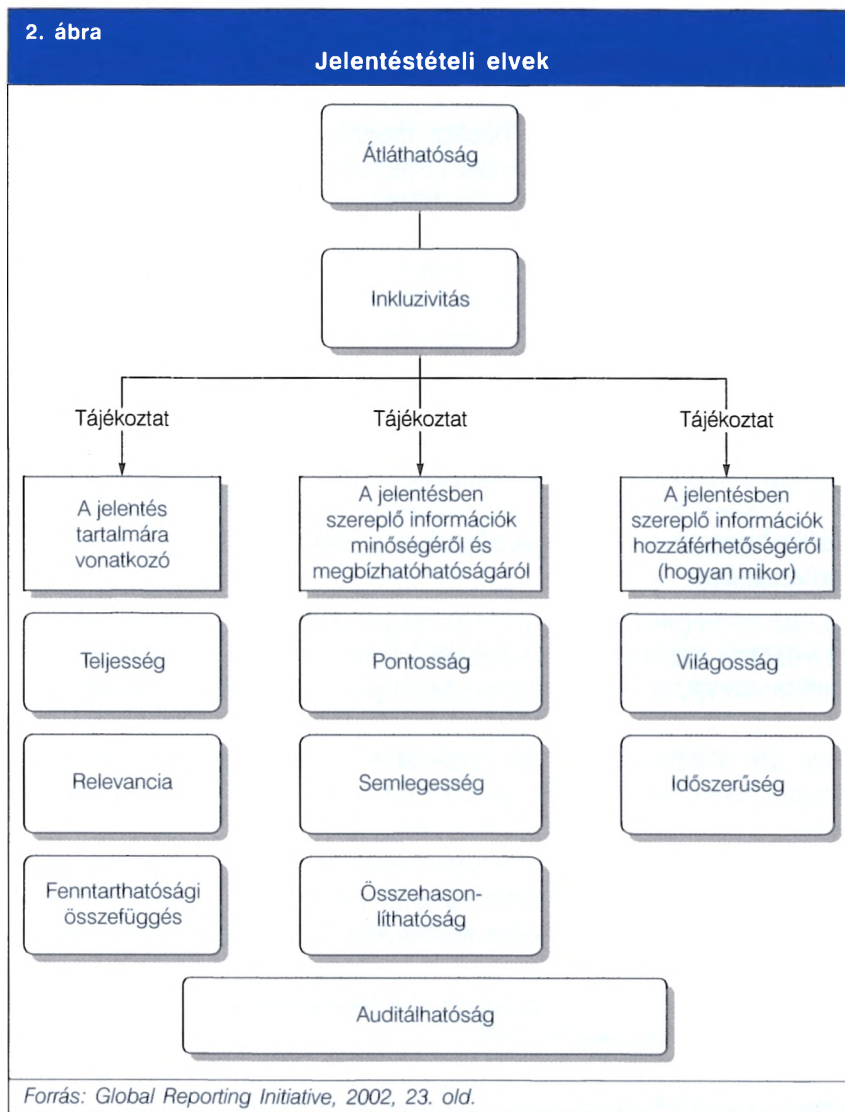 2. ábra
Jelentéstételi elvek
Átláthatóság
Inkluzivitás
Tájékoztat
Tájékoztat
Tájékoztat
A jelentés
tartalmára
vonatkozó
A jelentésben
szereplő információk
minőségéről és
megbízhatóhatóságáról
A jelentésben
szereplő információk
hozzáférhetőségéről
(hogyan mikor)
Teljesség
Pontosság
Világosság
Relevancia
Semlegesség
Időszerűség
Fenntarthatósági
összefüggés
Összehason-
líthatóság
Auditálhatóság
Forrás: Global Reporting Initiative, 2002, 23. old.